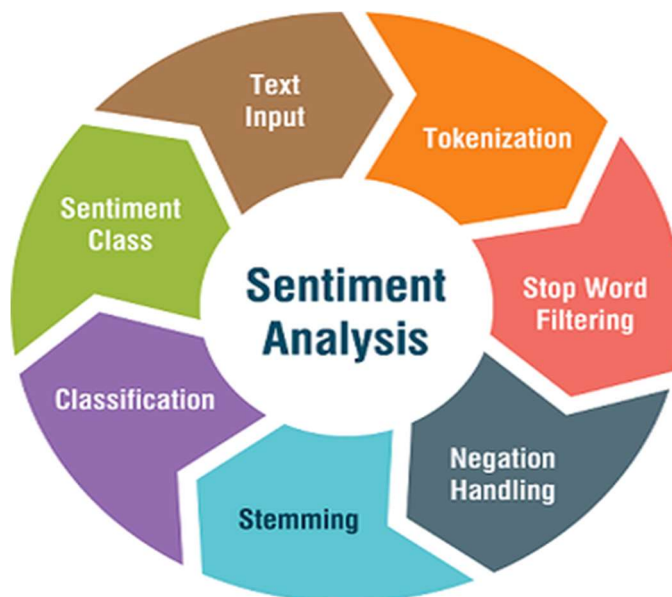 Text
Input
Tokenization
Stop Word
Filtering
Negation
Handling
Stemming
Classification
Sentiment
Class
Sentiment
Analysis